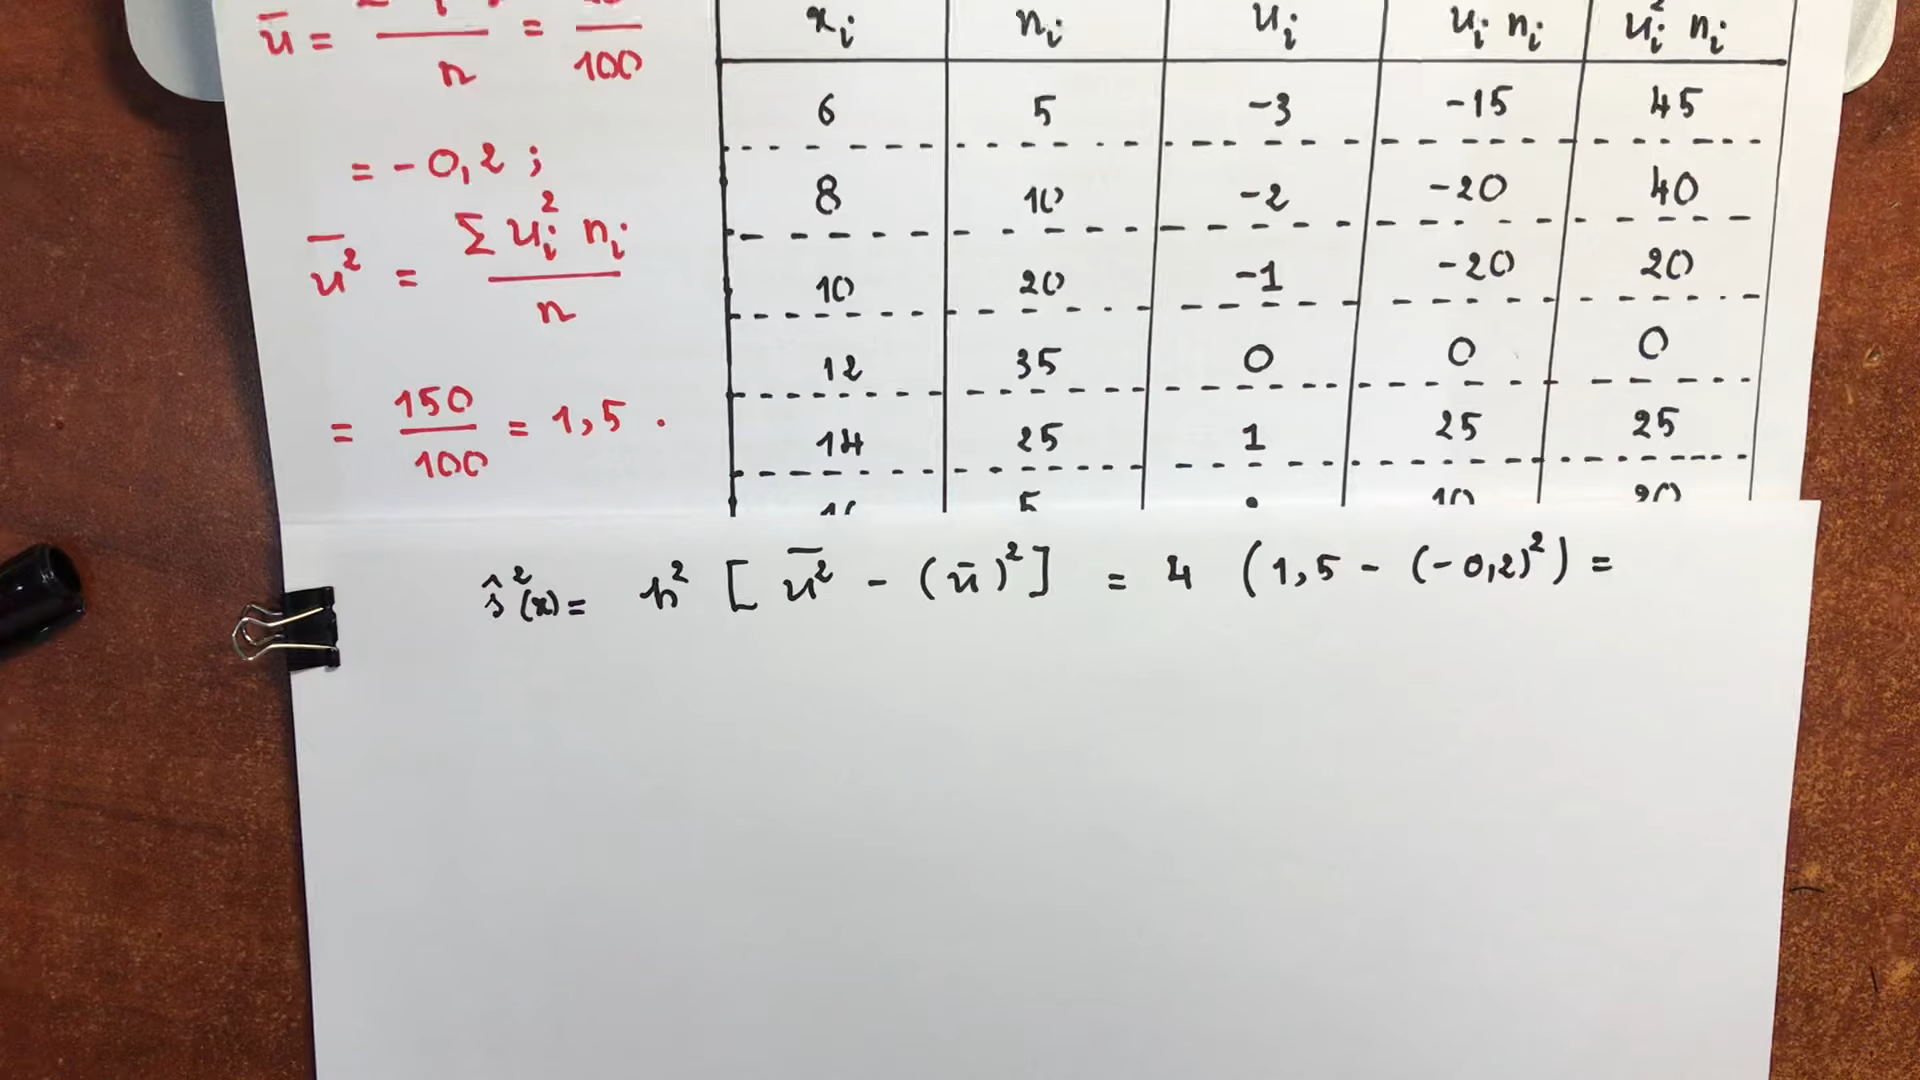 ū = / n = / 100
= - 0,2 ;
u̅² = Σ uᵢ² nᵢ / n
= 150 / 100 = 1,5 .
xᵢ nᵢ uᵢ uᵢ nᵢ uᵢ² nᵢ
6 5 -3 -15 45
8 10 -2 -20 40
10 20 -1 -20 20
12 35 0 0 0
14 25 1 25 25
ŝ²(x) = h² [ u̅² - (ū)² ] = 4 (1,5 - (-0,2)²) =